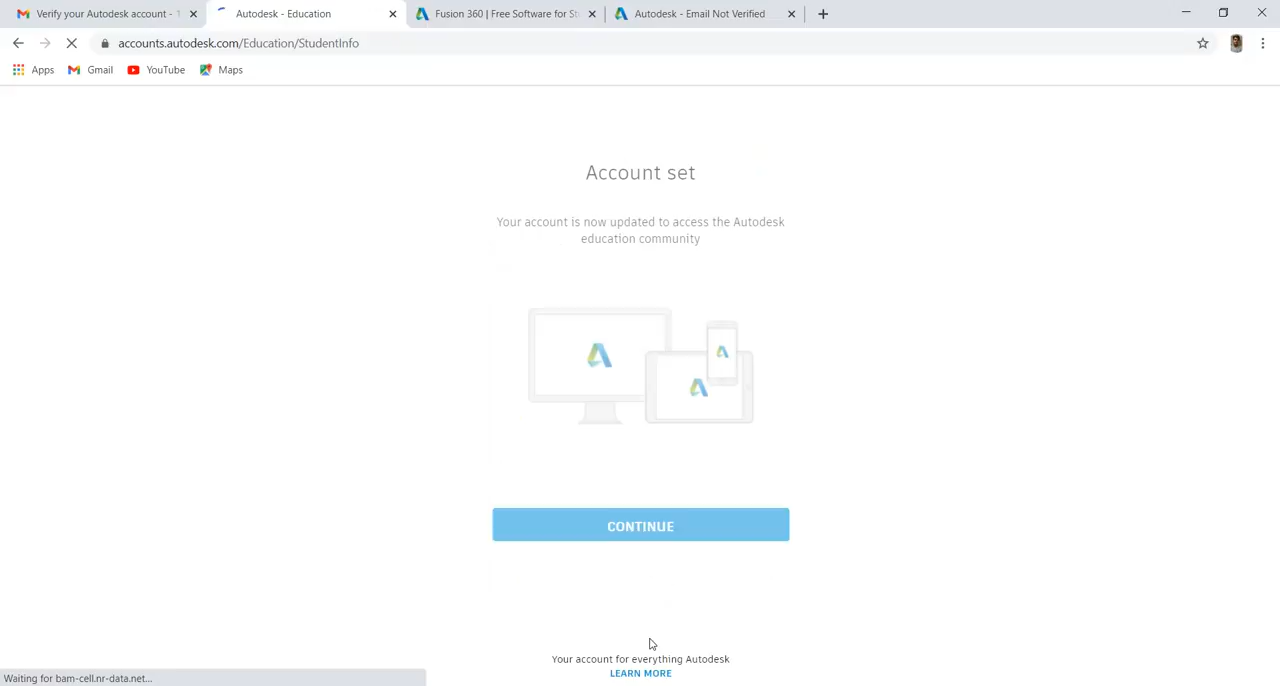 Verify your Autodesk account - 
Autodesk - Education
Fusion 360 | Free Software for
Autodesk - Email Not Verified
accounts.autodesk.com/Education/StudentInfo
Apps
Gmail
YouTube
Maps
Account set
Your account is now updated to access the Autodesk
education community
CONTINUE
Your account for everything Autodesk
LEARN MORE
Waiting for bam-cell.nr-data.net...